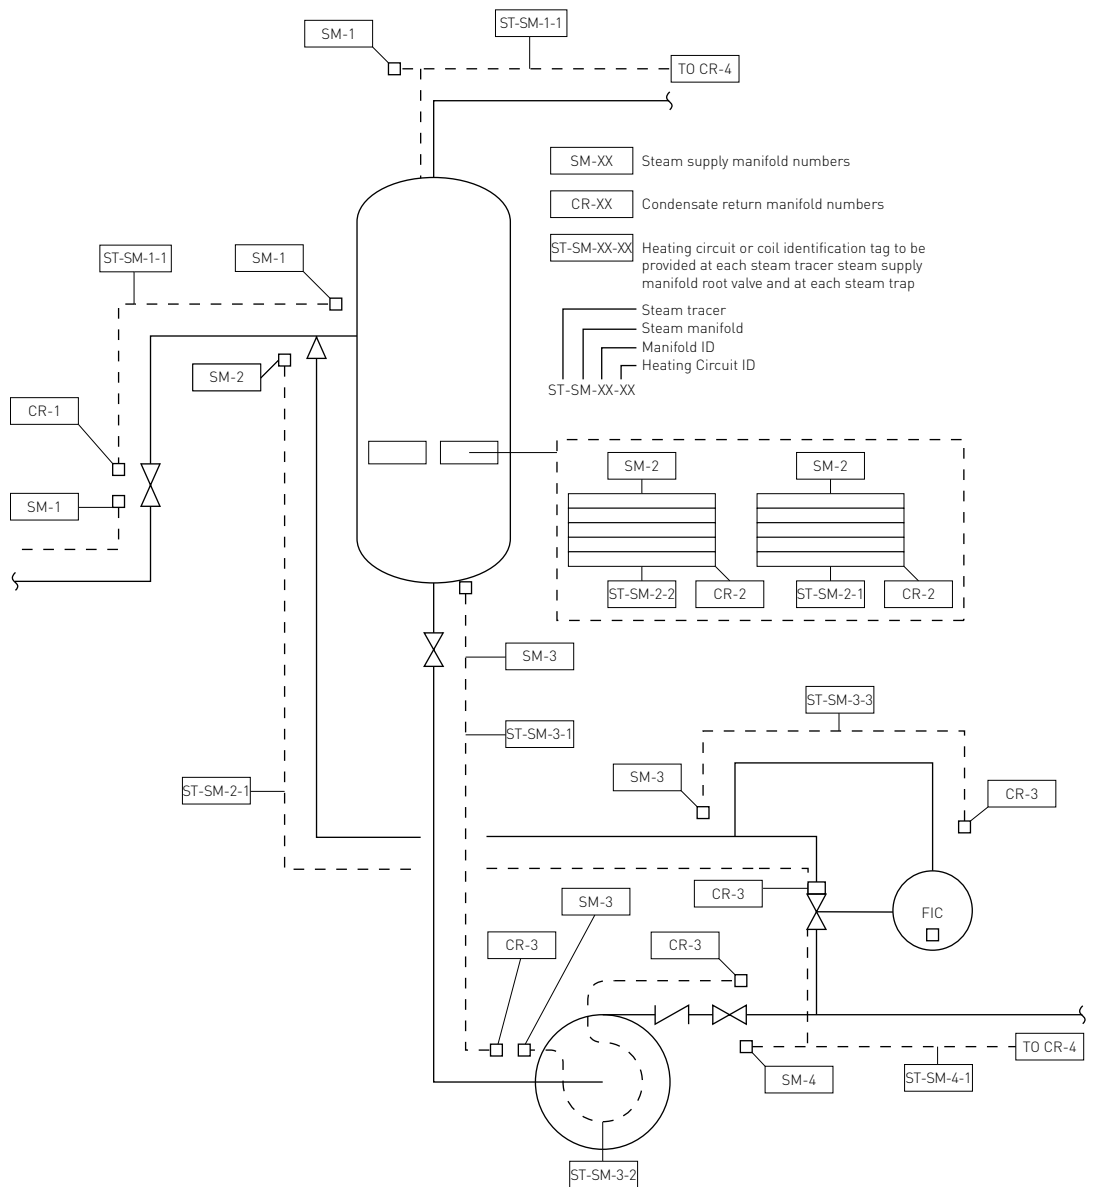 ST-SM-1-1
SM-1
TO CR-4
SM-XX
Steam supply manifold numbers
CR-XX
Condensate return manifold numbers
ST-SM-XX-XX
Heating circuit or coil identification tag to be
provided at each steam tracer steam supply
manifold root valve and at each steam trap
ST-SM-1-1
SM-1
Steam tracer
Steam manifold
Manifold ID
Heating Circuit ID
ST-SM-XX-XX
SM-2
CR-1
SM-1
SM-2
SM-2
ST-SM-2-2
CR-2
ST-SM-2-1
CR-2
SM-3
ST-SM-3-1
ST-SM-3-3
SM-3
CR-3
ST-SM-2-1
CR-3
SM-3
FIC
CR-3
CR-3
TO CR-4
SM-4
ST-SM-4-1
ST-SM-3-2